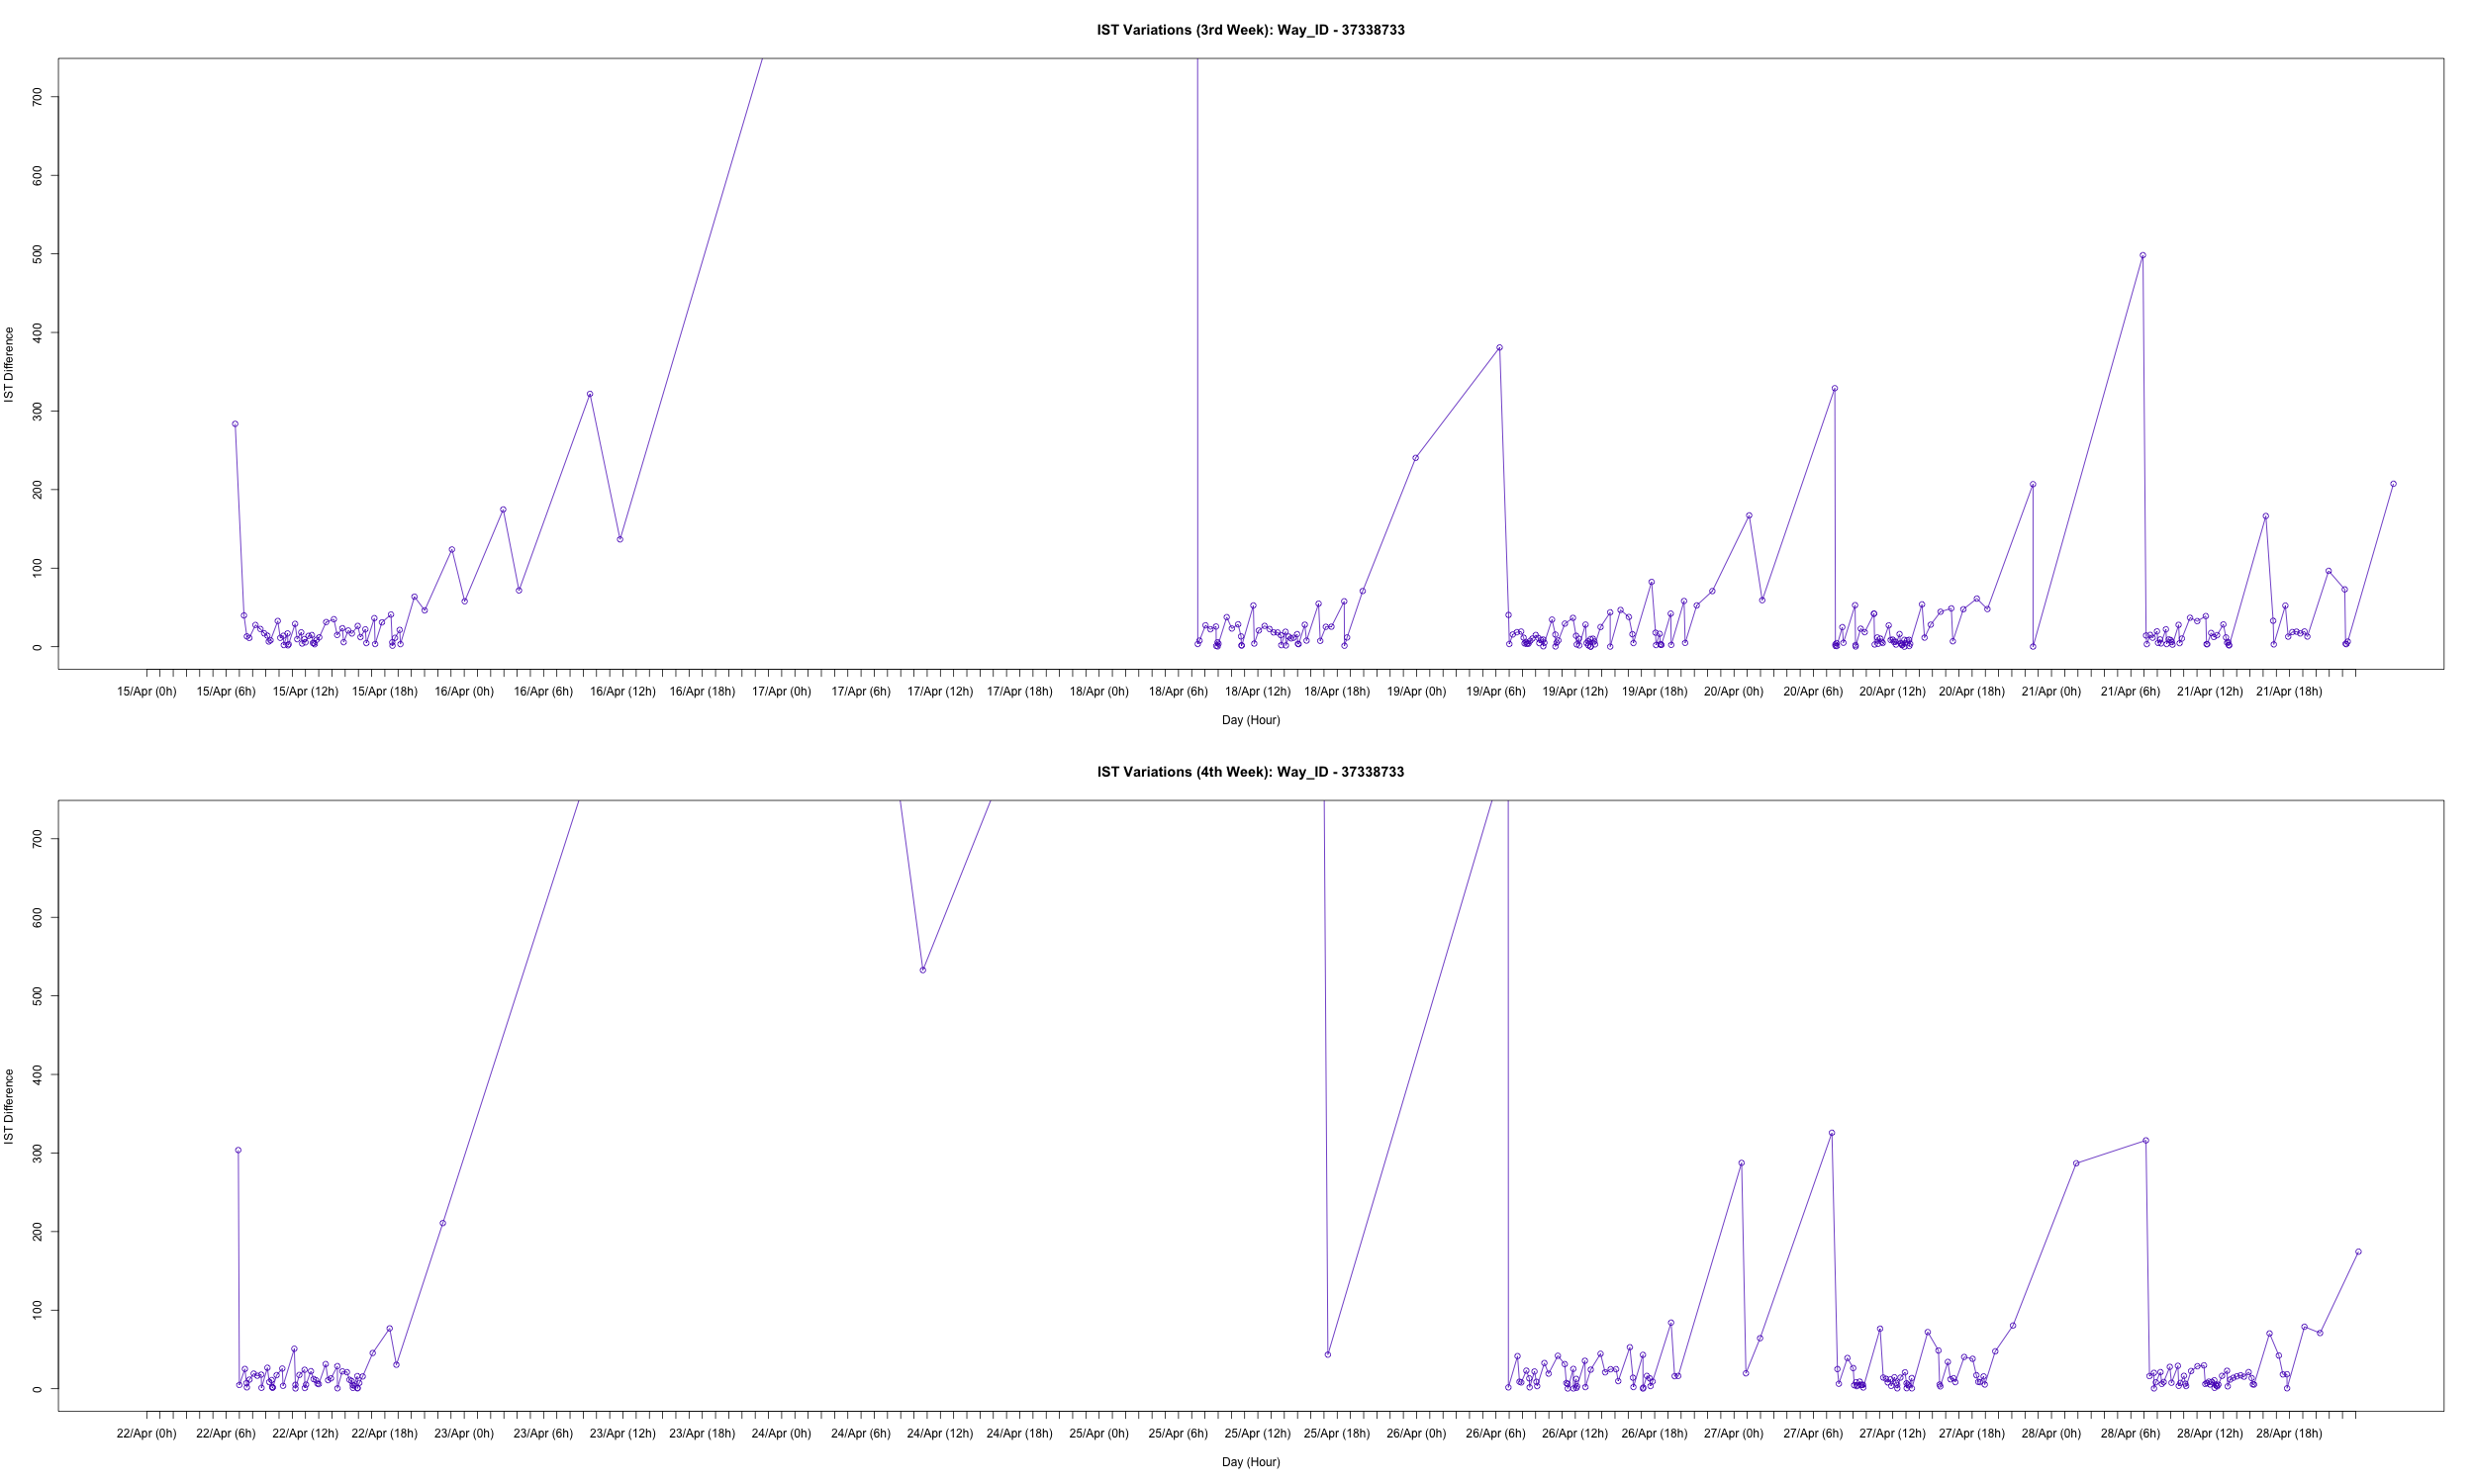 IST Variations (3rd Week): Way_ID - 37338733
IST Difference
700
600
500
400
300
200
100
0
15/Apr (0h) 15/Apr (6h) 15/Apr (12h) 15/Apr (18h) 16/Apr (0h) 16/Apr (6h) 16/Apr (12h) 16/Apr (18h) 17/Apr (0h) 17/Apr (6h) 17/Apr (12h) 17/Apr (18h) 18/Apr (0h) 18/Apr (6h) 18/Apr (12h) 18/Apr (18h) 19/Apr (0h) 19/Apr (6h) 19/Apr (12h) 19/Apr (18h) 20/Apr (0h) 20/Apr (6h) 20/Apr (12h) 20/Apr (18h) 21/Apr (0h) 21/Apr (6h) 21/Apr (12h) 21/Apr (18h)
Day (Hour)
IST Variations (4th Week): Way_ID - 37338733
IST Difference
700
600
500
400
300
200
100
0
22/Apr (0h) 22/Apr (6h) 22/Apr (12h) 22/Apr (18h) 23/Apr (0h) 23/Apr (6h) 23/Apr (12h) 23/Apr (18h) 24/Apr (0h) 24/Apr (6h) 24/Apr (12h) 24/Apr (18h) 25/Apr (0h) 25/Apr (6h) 25/Apr (12h) 25/Apr (18h) 26/Apr (0h) 26/Apr (6h) 26/Apr (12h) 26/Apr (18h) 27/Apr (0h) 27/Apr (6h) 27/Apr (12h) 27/Apr (18h) 28/Apr (0h) 28/Apr (6h) 28/Apr (12h) 28/Apr (18h)
Day (Hour)